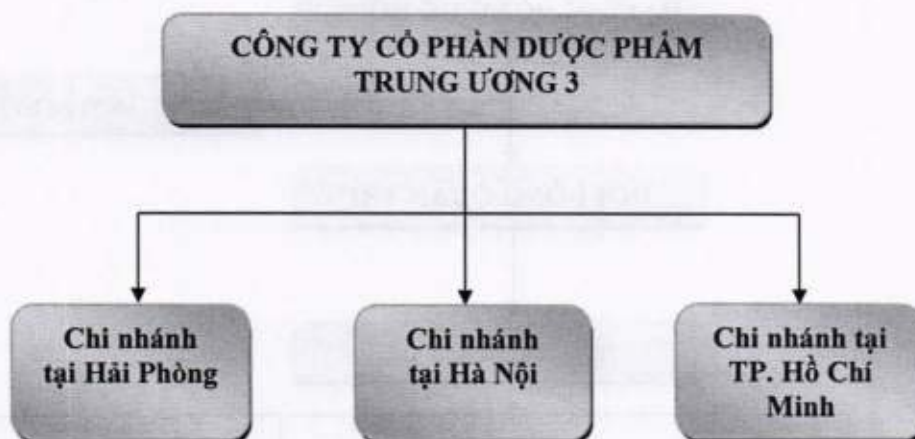 CÔNG TY CỔ PHẦN DƯỢC PHẨM
TRUNG ƯƠNG 3
Chi nhánh
tại Hải Phòng
Chi nhánh
tại Hà Nội
Chi nhánh tại
TP. Hồ Chí
Minh